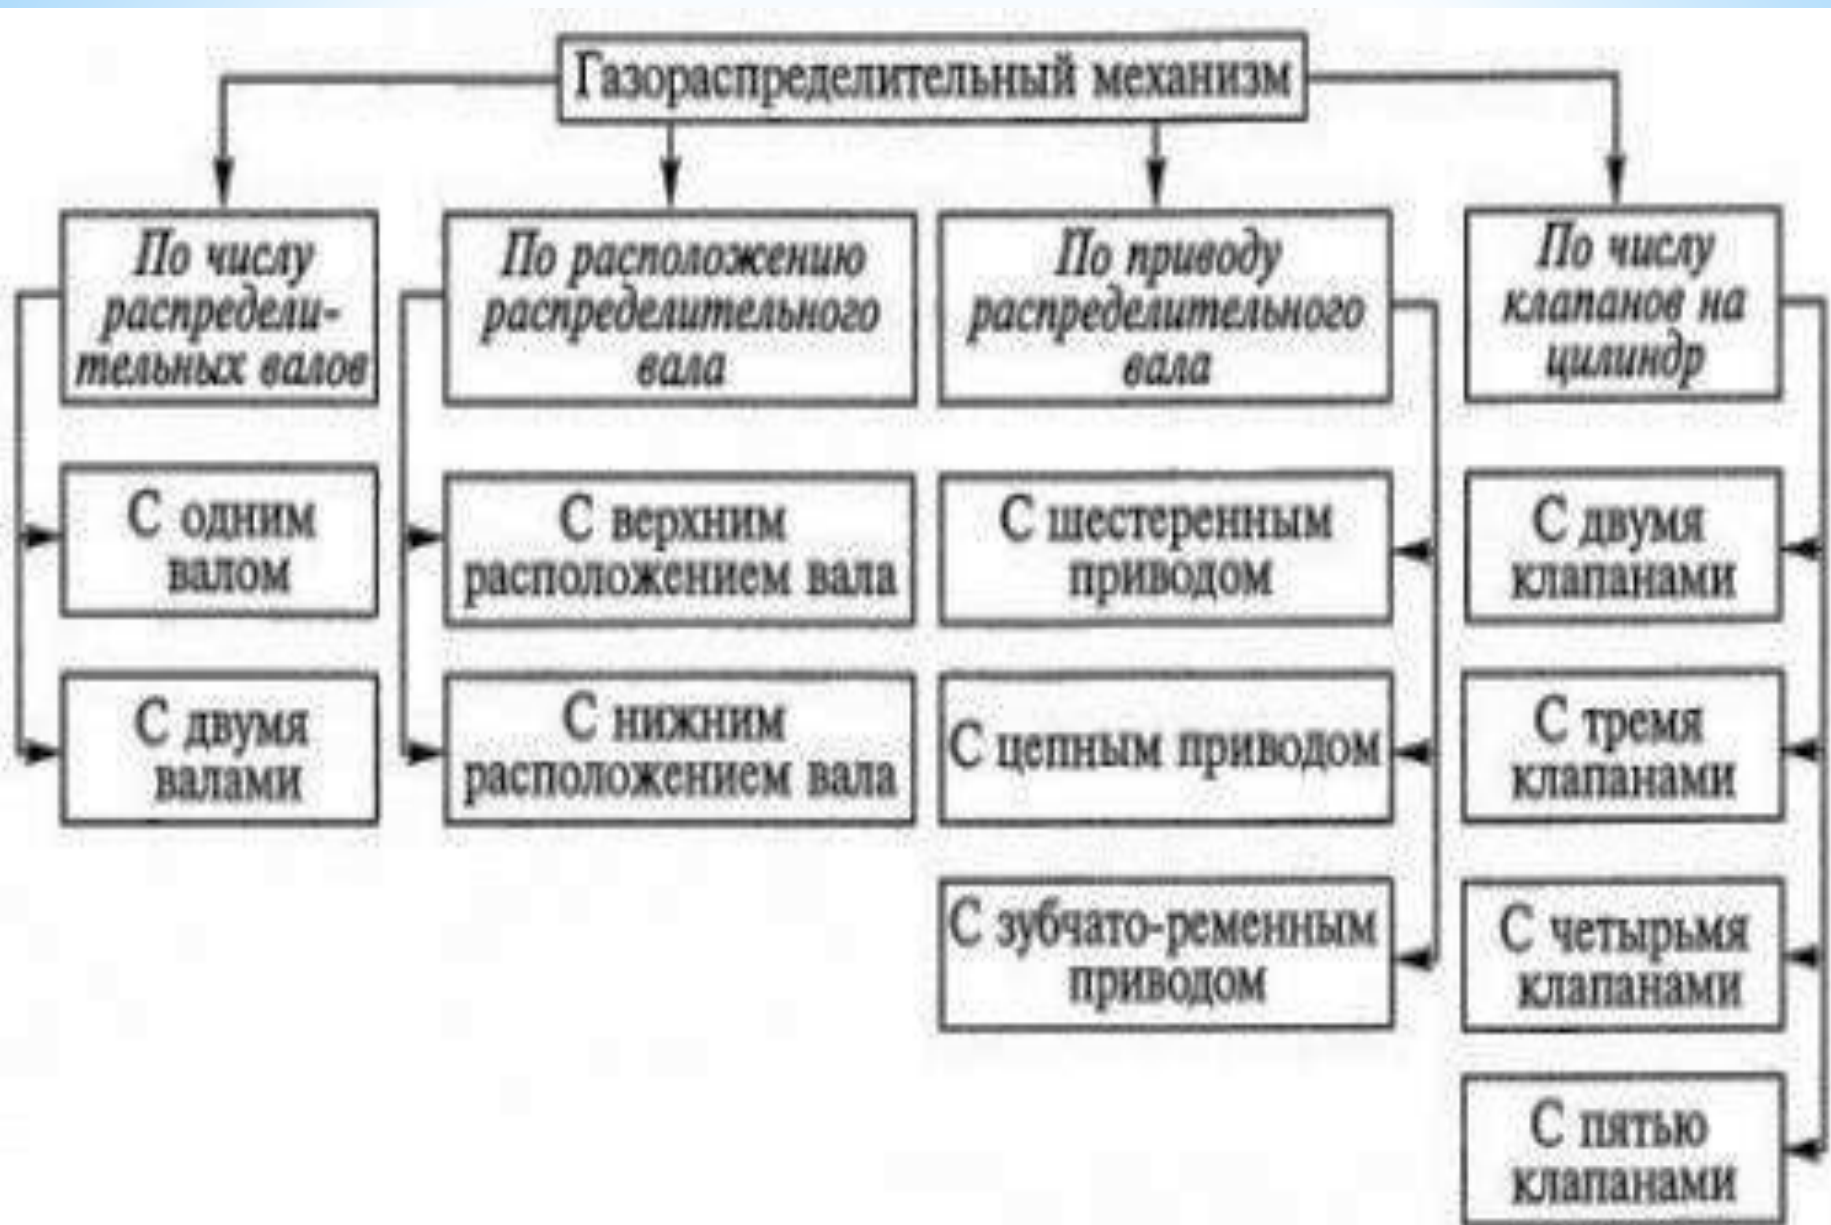 Газораспределительный механизм
По числу
распредели-
тельных валов
С одним
валом
С двумя
валами
По расположению
распределительного
вала
С верхним
расположением вала
С нижним
расположением вала
По приводу
распределительного
вала
С шестеренным
приводом
С цепным приводом
С зубчато-ременным
приводом
По числу
клапанов на
цилиндр
С двумя
клапанами
С тремя
клапанами
С четырьмя
клапанами
С пятью
клапанами